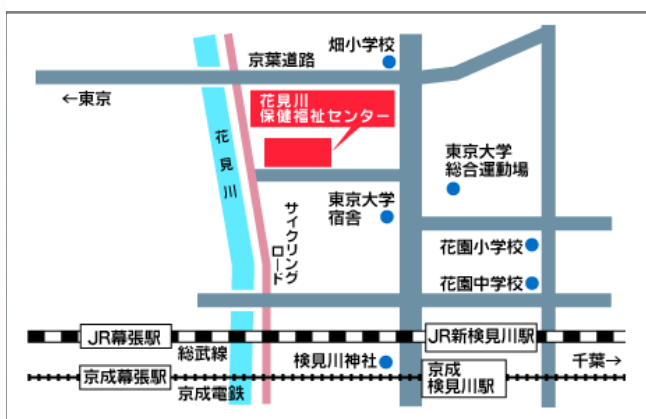 畑小学校
京葉道路
←東京
花見川
保健福祉センター
花見川
東京大学
総合運動場
東京大学
宿舎
サイクリング
ロード
花園小学校
花園中学校
JR幕張駅
JR新検見川駅
総武線
検見川神社
千葉→
京成幕張駅
京成
検見川駅
京成電鉄